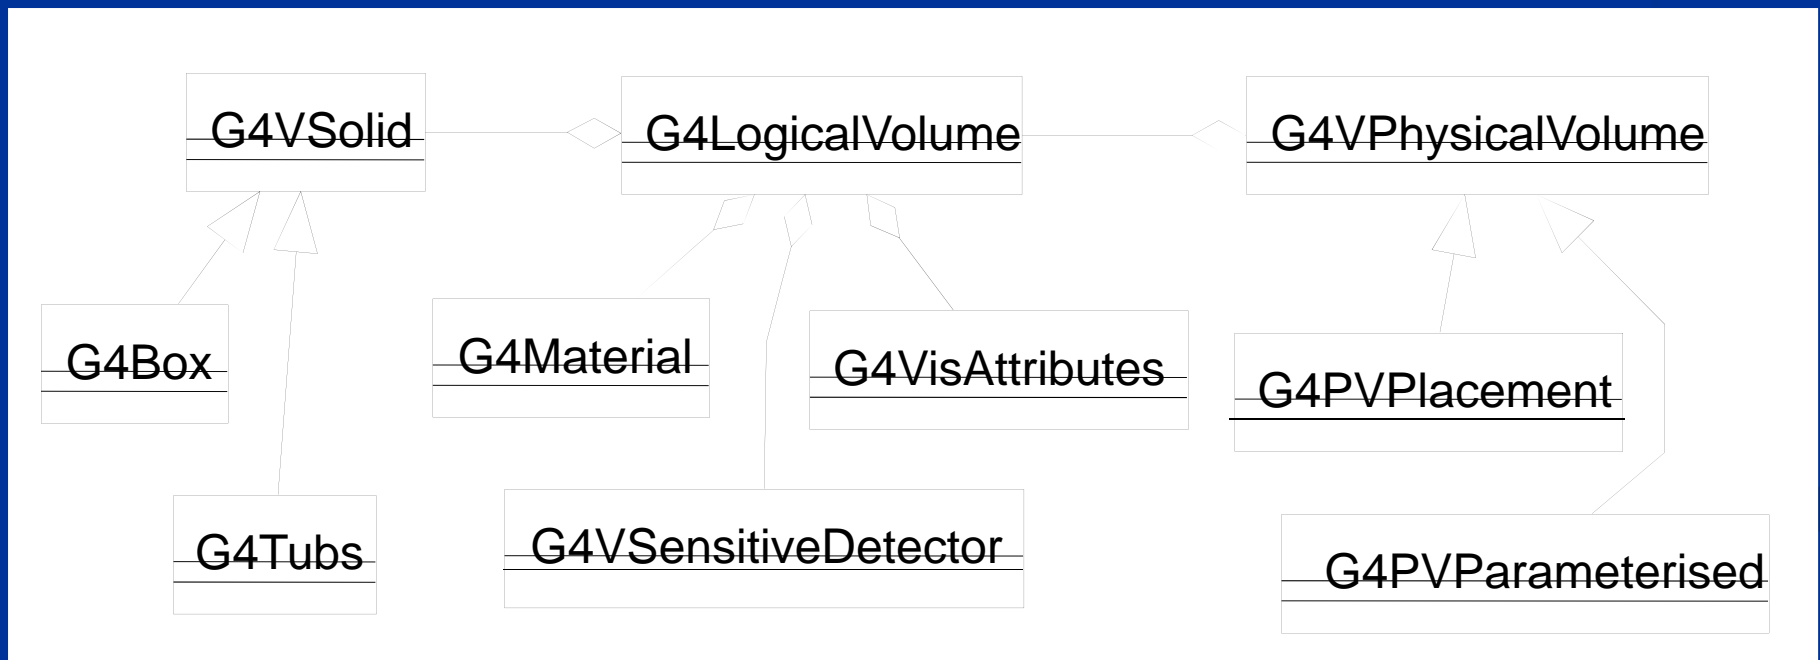 G4VSolid
G4LogicalVolume
G4VPhysicalVolume
G4Box
G4Material
G4VisAttributes
G4PVPlacement
G4Tubs
G4VSensitiveDetector
G4PVParameterised